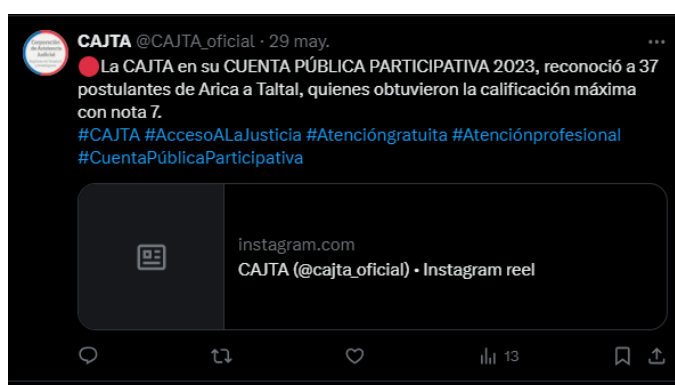 CAJTA @CAJTA_oficial · 29 may.
La CAJTA en su CUENTA PÚBLICA PARTICIPATIVA 2023, reconoció a 37
postulantes de Arica a Taltal, quienes obtuvieron la calificación máxima
con nota 7.
#CAJTA #AccesoALaJusticia #Atencióngratuita #Atenciónprofesional
#CuentaPúblicaParticipativa
instagram.com
CAJTA (@cajta_oficial) • Instagram reel
13